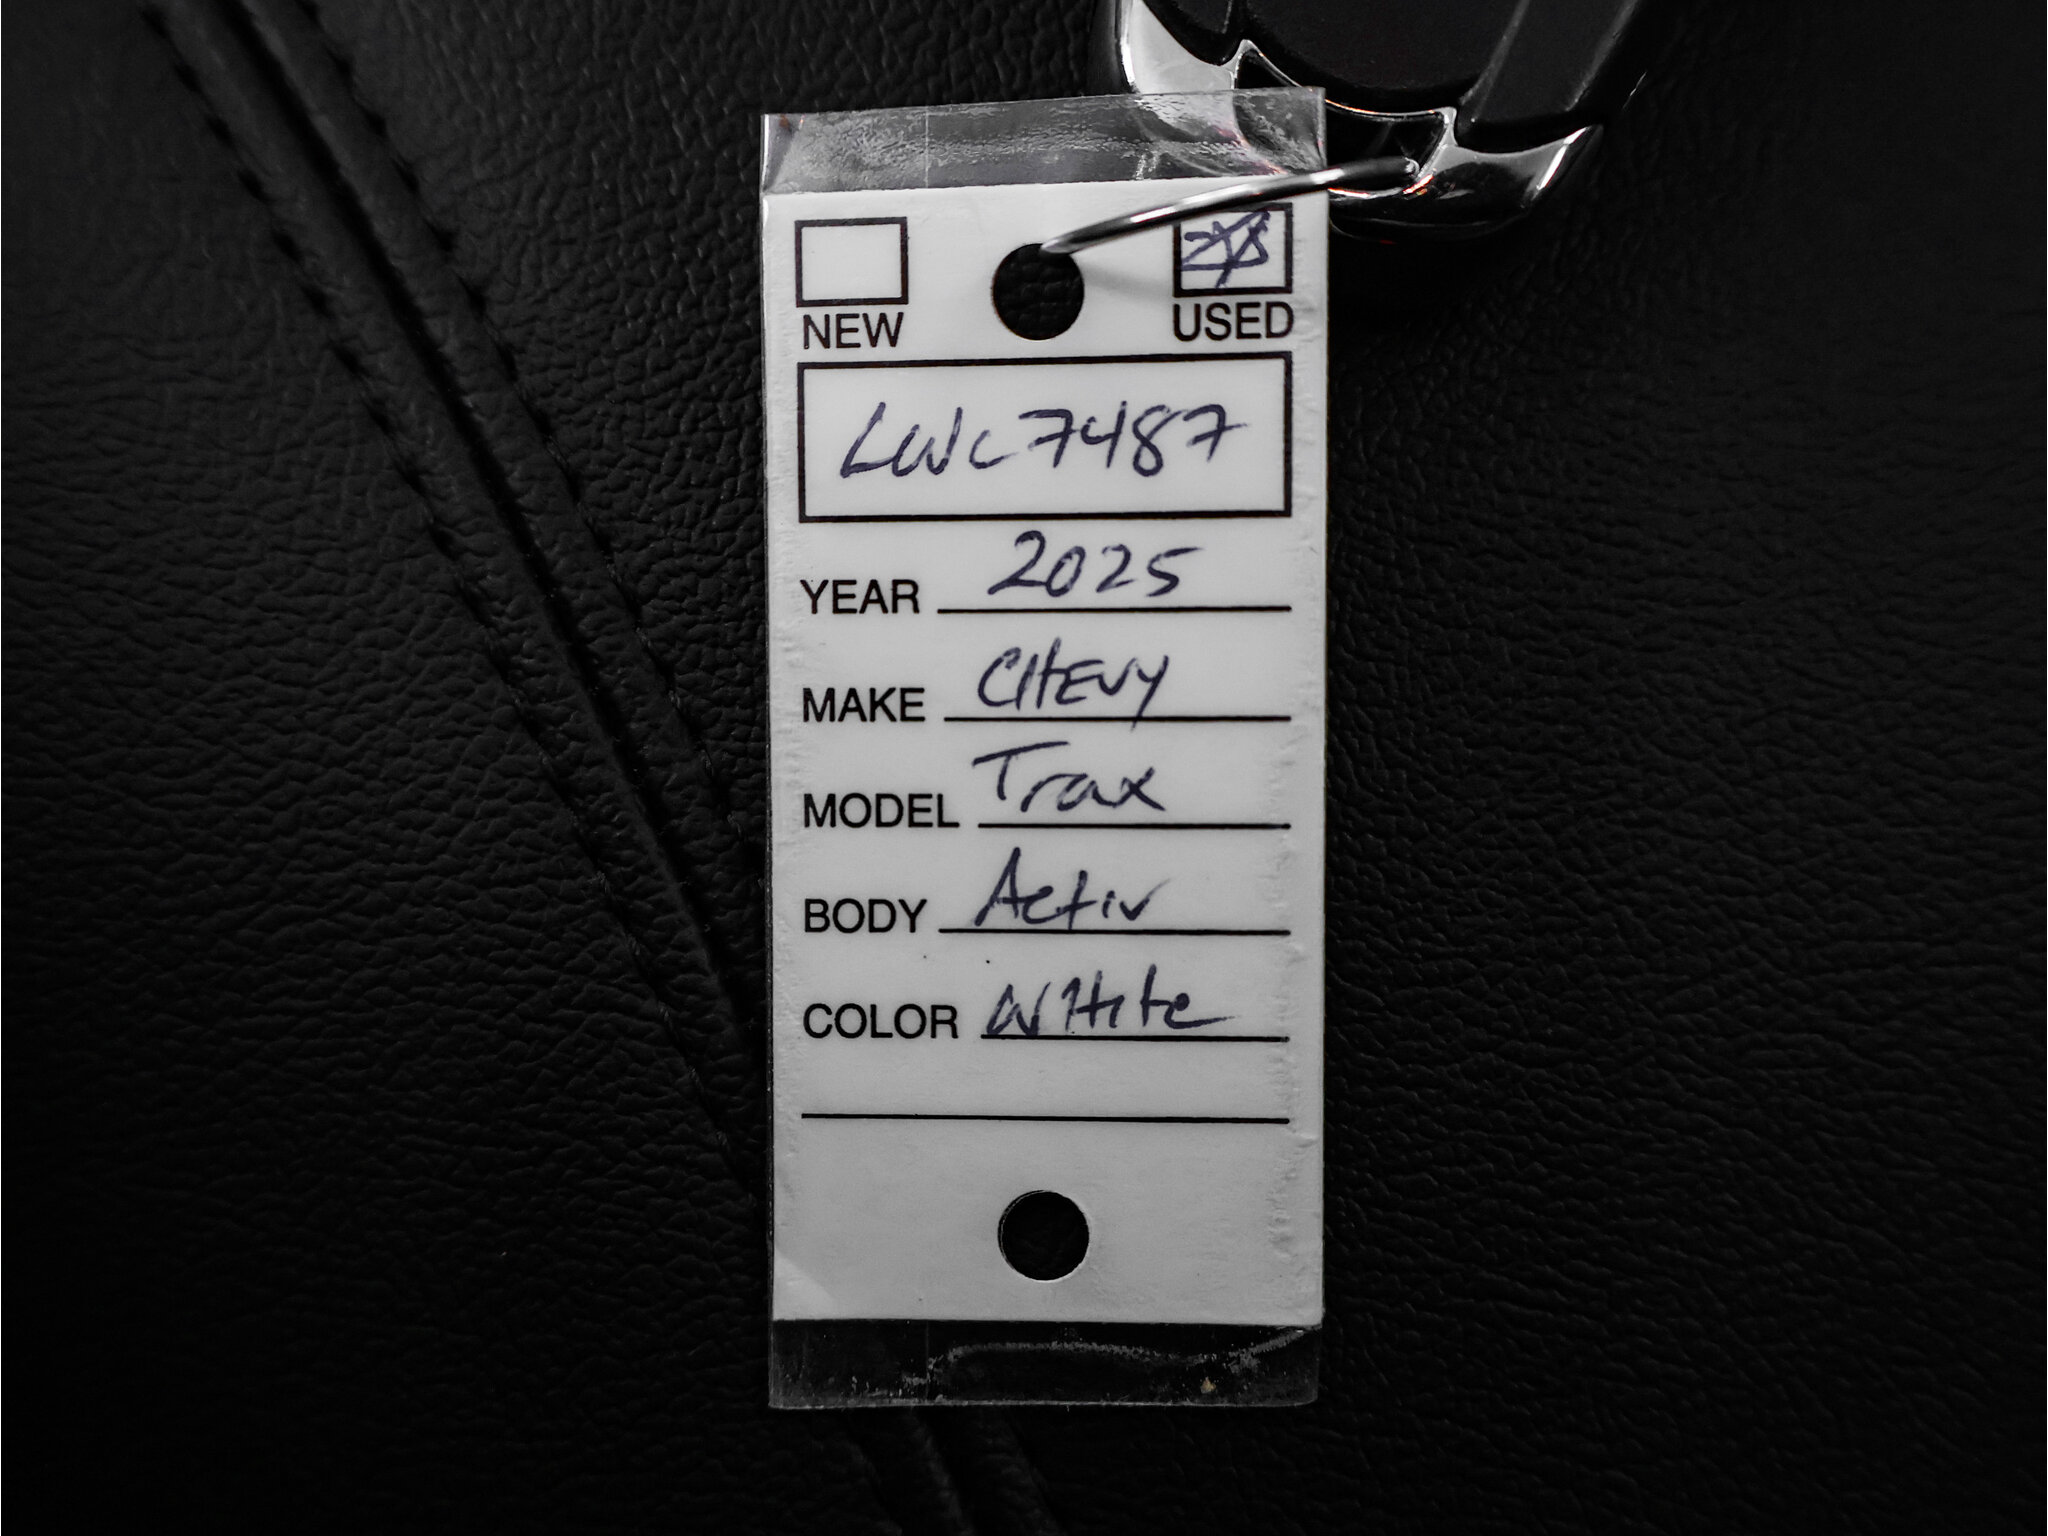 NEW USED
LWC7487
YEAR 2025
MAKE CHEVY
MODEL Trax
BODY Activ
COLOR WHite